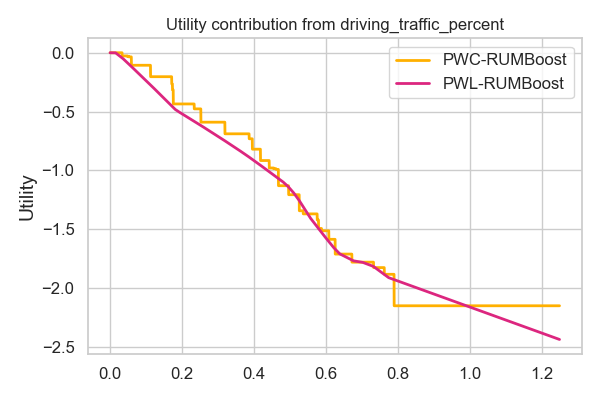 Utility contribution from driving_traffic_percent
PWC-RUMBoost
PWL-RUMBoost
Utility
0.0
−0.5
−1.0
−1.5
−2.0
−2.5
0.0 0.2 0.4 0.6 0.8 1.0 1.2